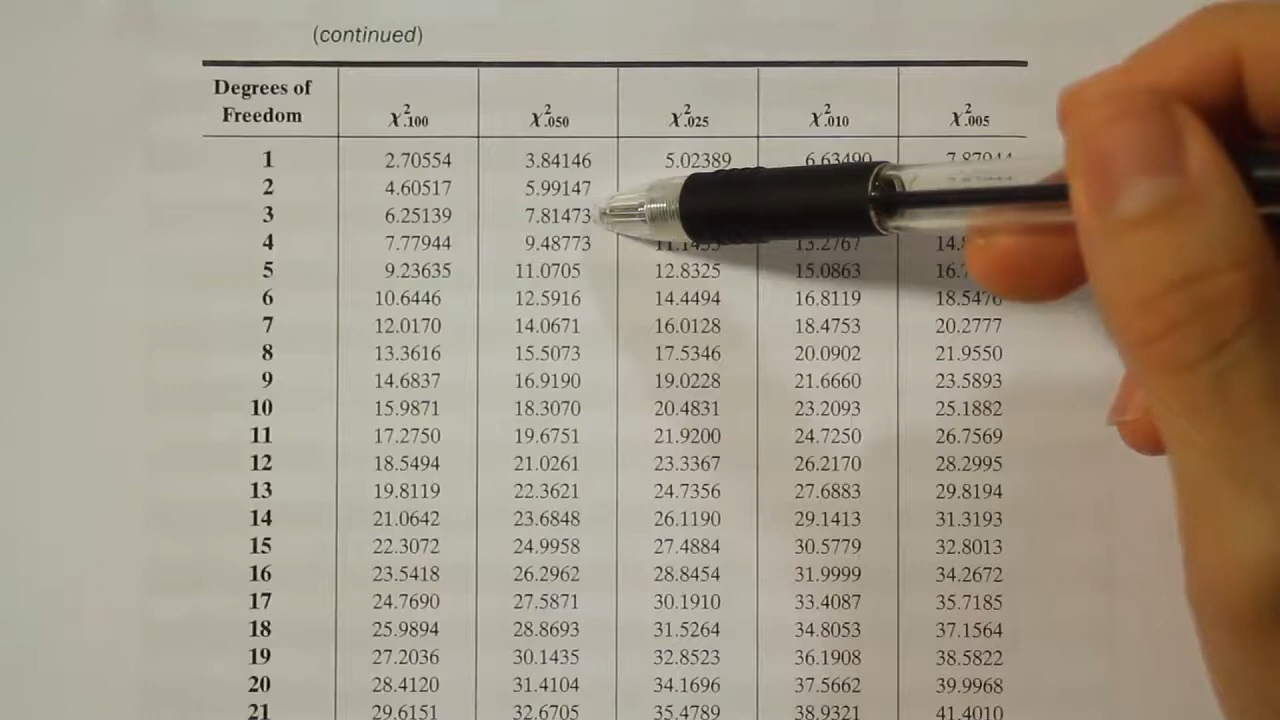 (continued)
Degrees of
Freedom χ².100 χ².050 χ².025 χ².010 χ².005
1 2.70554 3.84146 5.02389 6.63490 7.87944
2 4.60517 5.99147
3 6.25139 7.81473
4 7.77944 9.48773 11.1433 13.2767
5 9.23635 11.0705 12.8325 15.0863
6 10.6446 12.5916 14.4494 16.8119 18.5476
7 12.0170 14.0671 16.0128 18.4753 20.2777
8 13.3616 15.5073 17.5346 20.0902 21.9550
9 14.6837 16.9190 19.0228 21.6660 23.5893
10 15.9871 18.3070 20.4831 23.2093 25.1882
11 17.2750 19.6751 21.9200 24.7250 26.7569
12 18.5494 21.0261 23.3367 26.2170 28.2995
13 19.8119 22.3621 24.7356 27.6883 29.8194
14 21.0642 23.6848 26.1190 29.1413 31.3193
15 22.3072 24.9958 27.4884 30.5779 32.8013
16 23.5418 26.2962 28.8454 31.9999 34.2672
17 24.7690 27.5871 30.1910 33.4087 35.7185
18 25.9894 28.8693 31.5264 34.8053 37.1564
19 27.2036 30.1435 32.8523 36.1908 38.5822
20 28.4120 31.4104 34.1696 37.5662 39.9968
21 29.6151 32.6705 35.4789 38.9321 41.4010